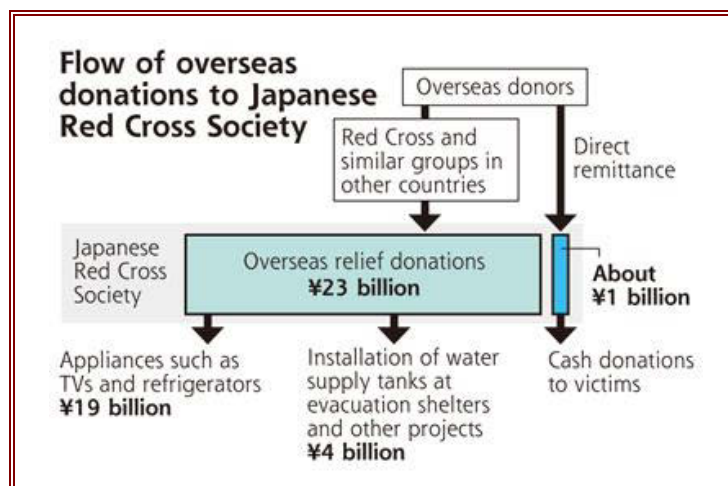 Flow of overseas
donations to Japanese
Red Cross Society
Overseas donors
Red Cross and
similar groups in
other countries
Direct
remittance
Japanese
Red Cross
Society
Overseas relief donations
¥23 billion
About
¥1 billion
Appliances such as
TVs and refrigerators
¥19 billion
Installation of water
supply tanks at
evacuation shelters
and other projects
¥4 billion
Cash donations
to victims